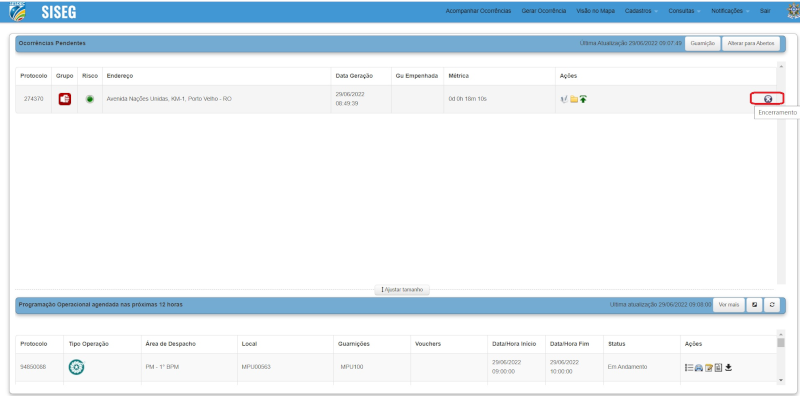 SISEG
Acompanhar Ocorrências Gerar Ocorrência Visão no Mapa Cadastros Consultas Notificações Sair
Ocorrências Pendentes
Ultima Atualização 29/06/2022 09:07:49 Guarnição Alterar para Abertos
Protocolo Grupo Risco Endereço Data Geração Gu Empenhada Métrica Ações
274370 Avenida Nações Unidas, KM-1, Porto Velho - RO 29/06/2022 0d 0h 18m 10s
08:49:39
Encerramento
Ajustar tamanho
Programação Operacional agendada nas próximas 12 horas
Ultima atualização 29/06/2022 09:00:00 Ver mais
Protocolo Tipo Operação Área de Despacho Local Guarnições Vouchers Data/Hora Início Data/Hora Fim Status Ações
94850088 PM - 1° BPM MPU00563 MPU100 29/06/2022 29/06/2022 Em Andamento
09:00:00 10:00:00